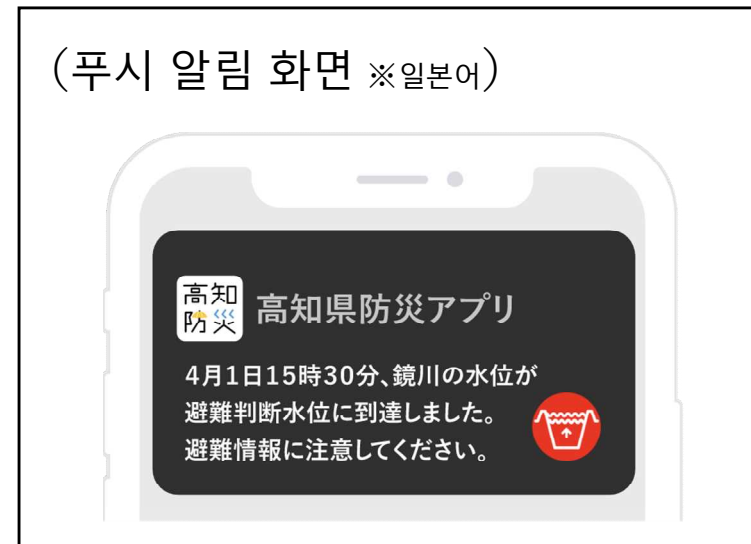 (푸시 알림 화면 ※일본어)
高知
防災
高知県防災アプリ
4月1日15時30分、鏡川の水位が
避難判断水位に到達しました。
避難情報に注意してください。